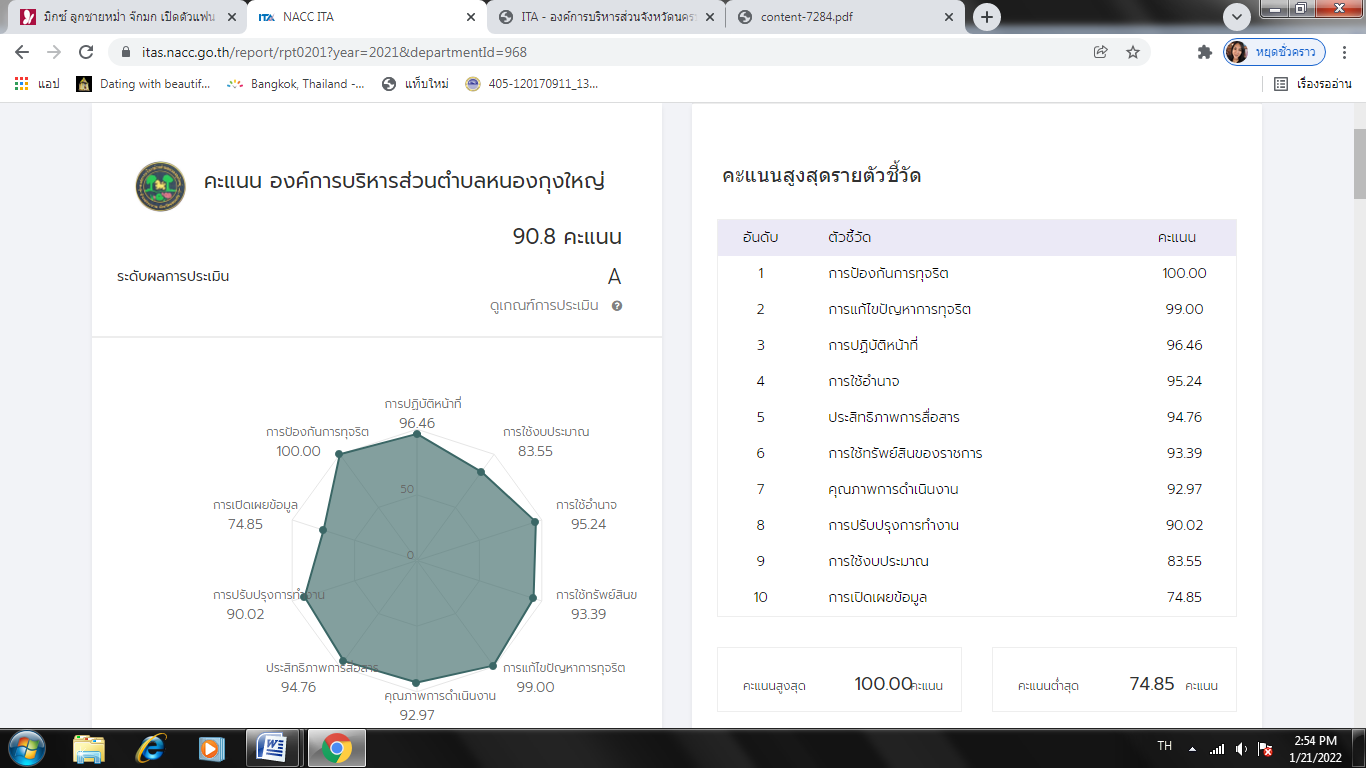 มิกซ์ ลูกชายหม่ำ จ๊กมก เปิดตัวแฟน
NACC ITA
ITA - องค์การบริหารส่วนจังหวัดนคร
content-7284.pdf
itas.nacc.go.th/report/rpt0201?year=2021&departmentId=968
หยุดชั่วคราว
แอป
Dating with beautif...
Bangkok, Thailand -...
แท็บใหม่
405-120170911_13...
เรื่องรออ่าน
คะแนน องค์การบริหารส่วนตำบลหนองกุงใหญ่
90.8 คะแนน
ระดับผลการประเมิน A
ดูเกณฑ์การประเมิน ?
การปฏิบัติหน้าที่
96.46
การป้องกันการทุจริต
100.00
การใช้งบประมาณ
83.55
50
การเปิดเผยข้อมูล
74.85
การใช้อำนาจ
95.24
0
การปรับปรุงการทำงาน
90.02
การใช้ทรัพย์สินข
93.39
ประสิทธิภาพการสื่อสาร
94.76
การแก้ไขปัญหาการทุจริต
99.00
คุณภาพการดำเนินงาน
92.97
คะแนนสูงสุดรายตัวชี้วัด
อันดับ ตัวชี้วัด คะแนน
1 การป้องกันการทุจริต 100.00
2 การแก้ไขปัญหาการทุจริต 99.00
3 การปฏิบัติหน้าที่ 96.46
4 การใช้อำนาจ 95.24
5 ประสิทธิภาพการสื่อสาร 94.76
6 การใช้ทรัพย์สินของราชการ 93.39
7 คุณภาพการดำเนินงาน 92.97
8 การปรับปรุงการทำงาน 90.02
9 การใช้งบประมาณ 83.55
10 การเปิดเผยข้อมูล 74.85
คะแนนสูงสุด 100.00 คะแนน
คะแนนต่ำสุด 74.85 คะแนน
TH
2:54 PM
1/21/2022